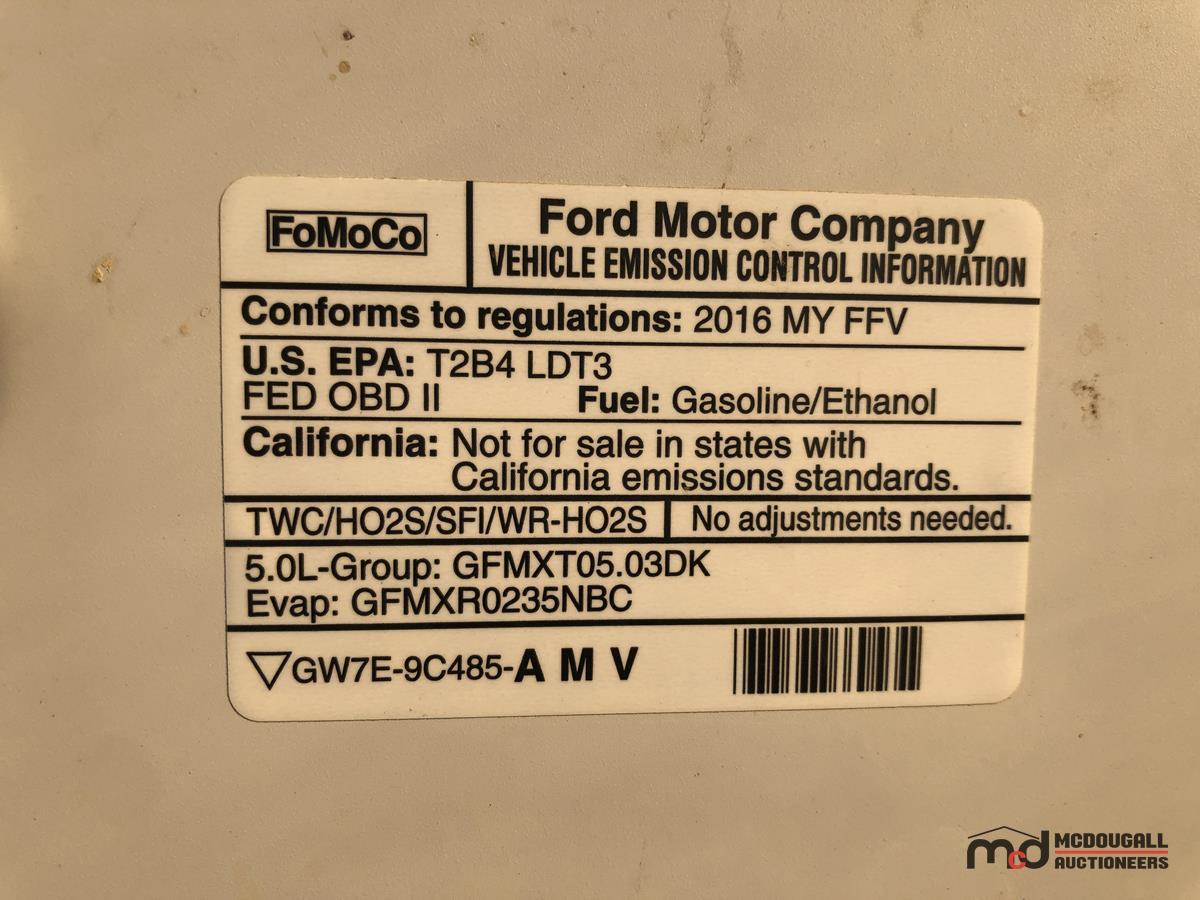 FoMoCo
Ford Motor Company
VEHICLE EMISSION CONTROL INFORMATION
Conforms to regulations: 2016 MY FFV
U.S. EPA: T2B4 LDT3
FED OBD II Fuel: Gasoline/Ethanol
California: Not for sale in states with
California emissions standards.
TWC/HO2S/SFI/WR-HO2S No adjustments needed.
5.0L-Group: GFMXT05.03DK
Evap: GFMXR0235NBC
▽GW7E-9C485-A M V
mcd MCDOUGALL
AUCTIONEERS